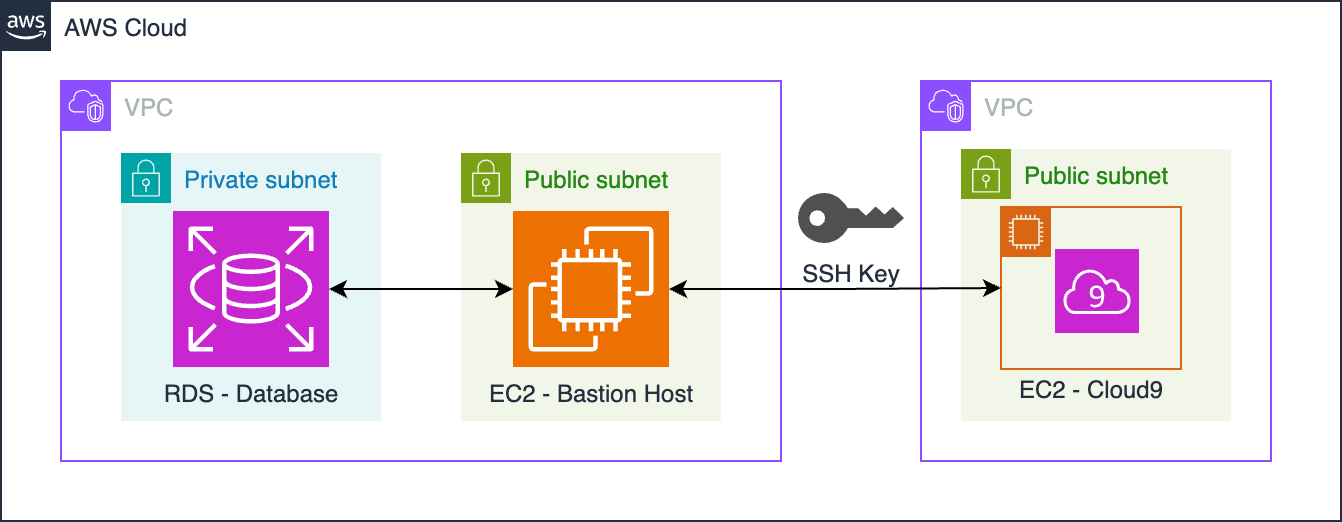 aws
AWS Cloud
VPC
Private subnet
RDS - Database
Public subnet
EC2 - Bastion Host
SSH Key
VPC
Public subnet
9
EC2 - Cloud9